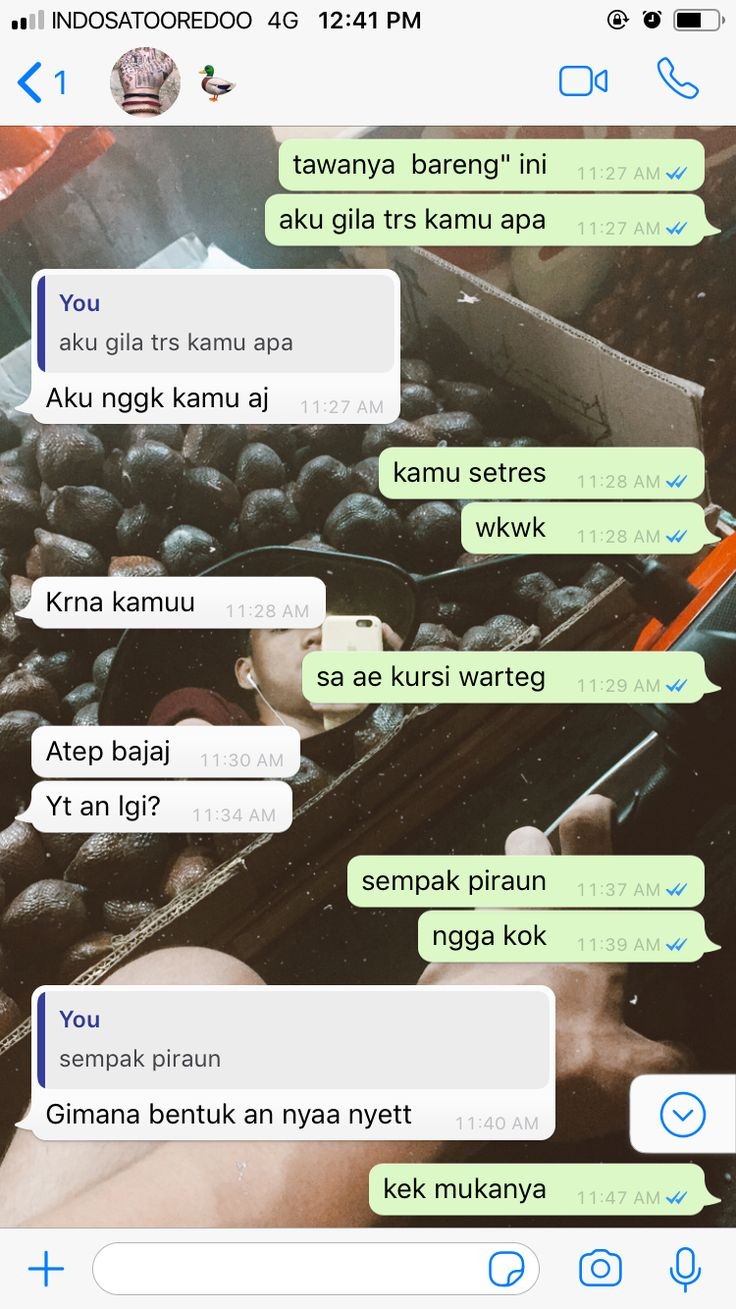 INDOSATOOREDOO 4G 12:41 PM
1
tawanya bareng" ini 11:27 AM
aku gila trs kamu apa 11:27 AM
You
aku gila trs kamu apa
Aku nggk kamu aj 11:27 AM
kamu setres 11:28 AM
wkwk 11:28 AM
Krna kamuu 11:28 AM
sa ae kursi warteg 11:29 AM
Atep bajaj 11:30 AM
Yt an lgi? 11:34 AM
sempak piraun 11:37 AM
ngga kok 11:39 AM
You
sempak piraun
Gimana bentuk an nyaa nyett 11:40 AM
kek mukanya 11:47 AM